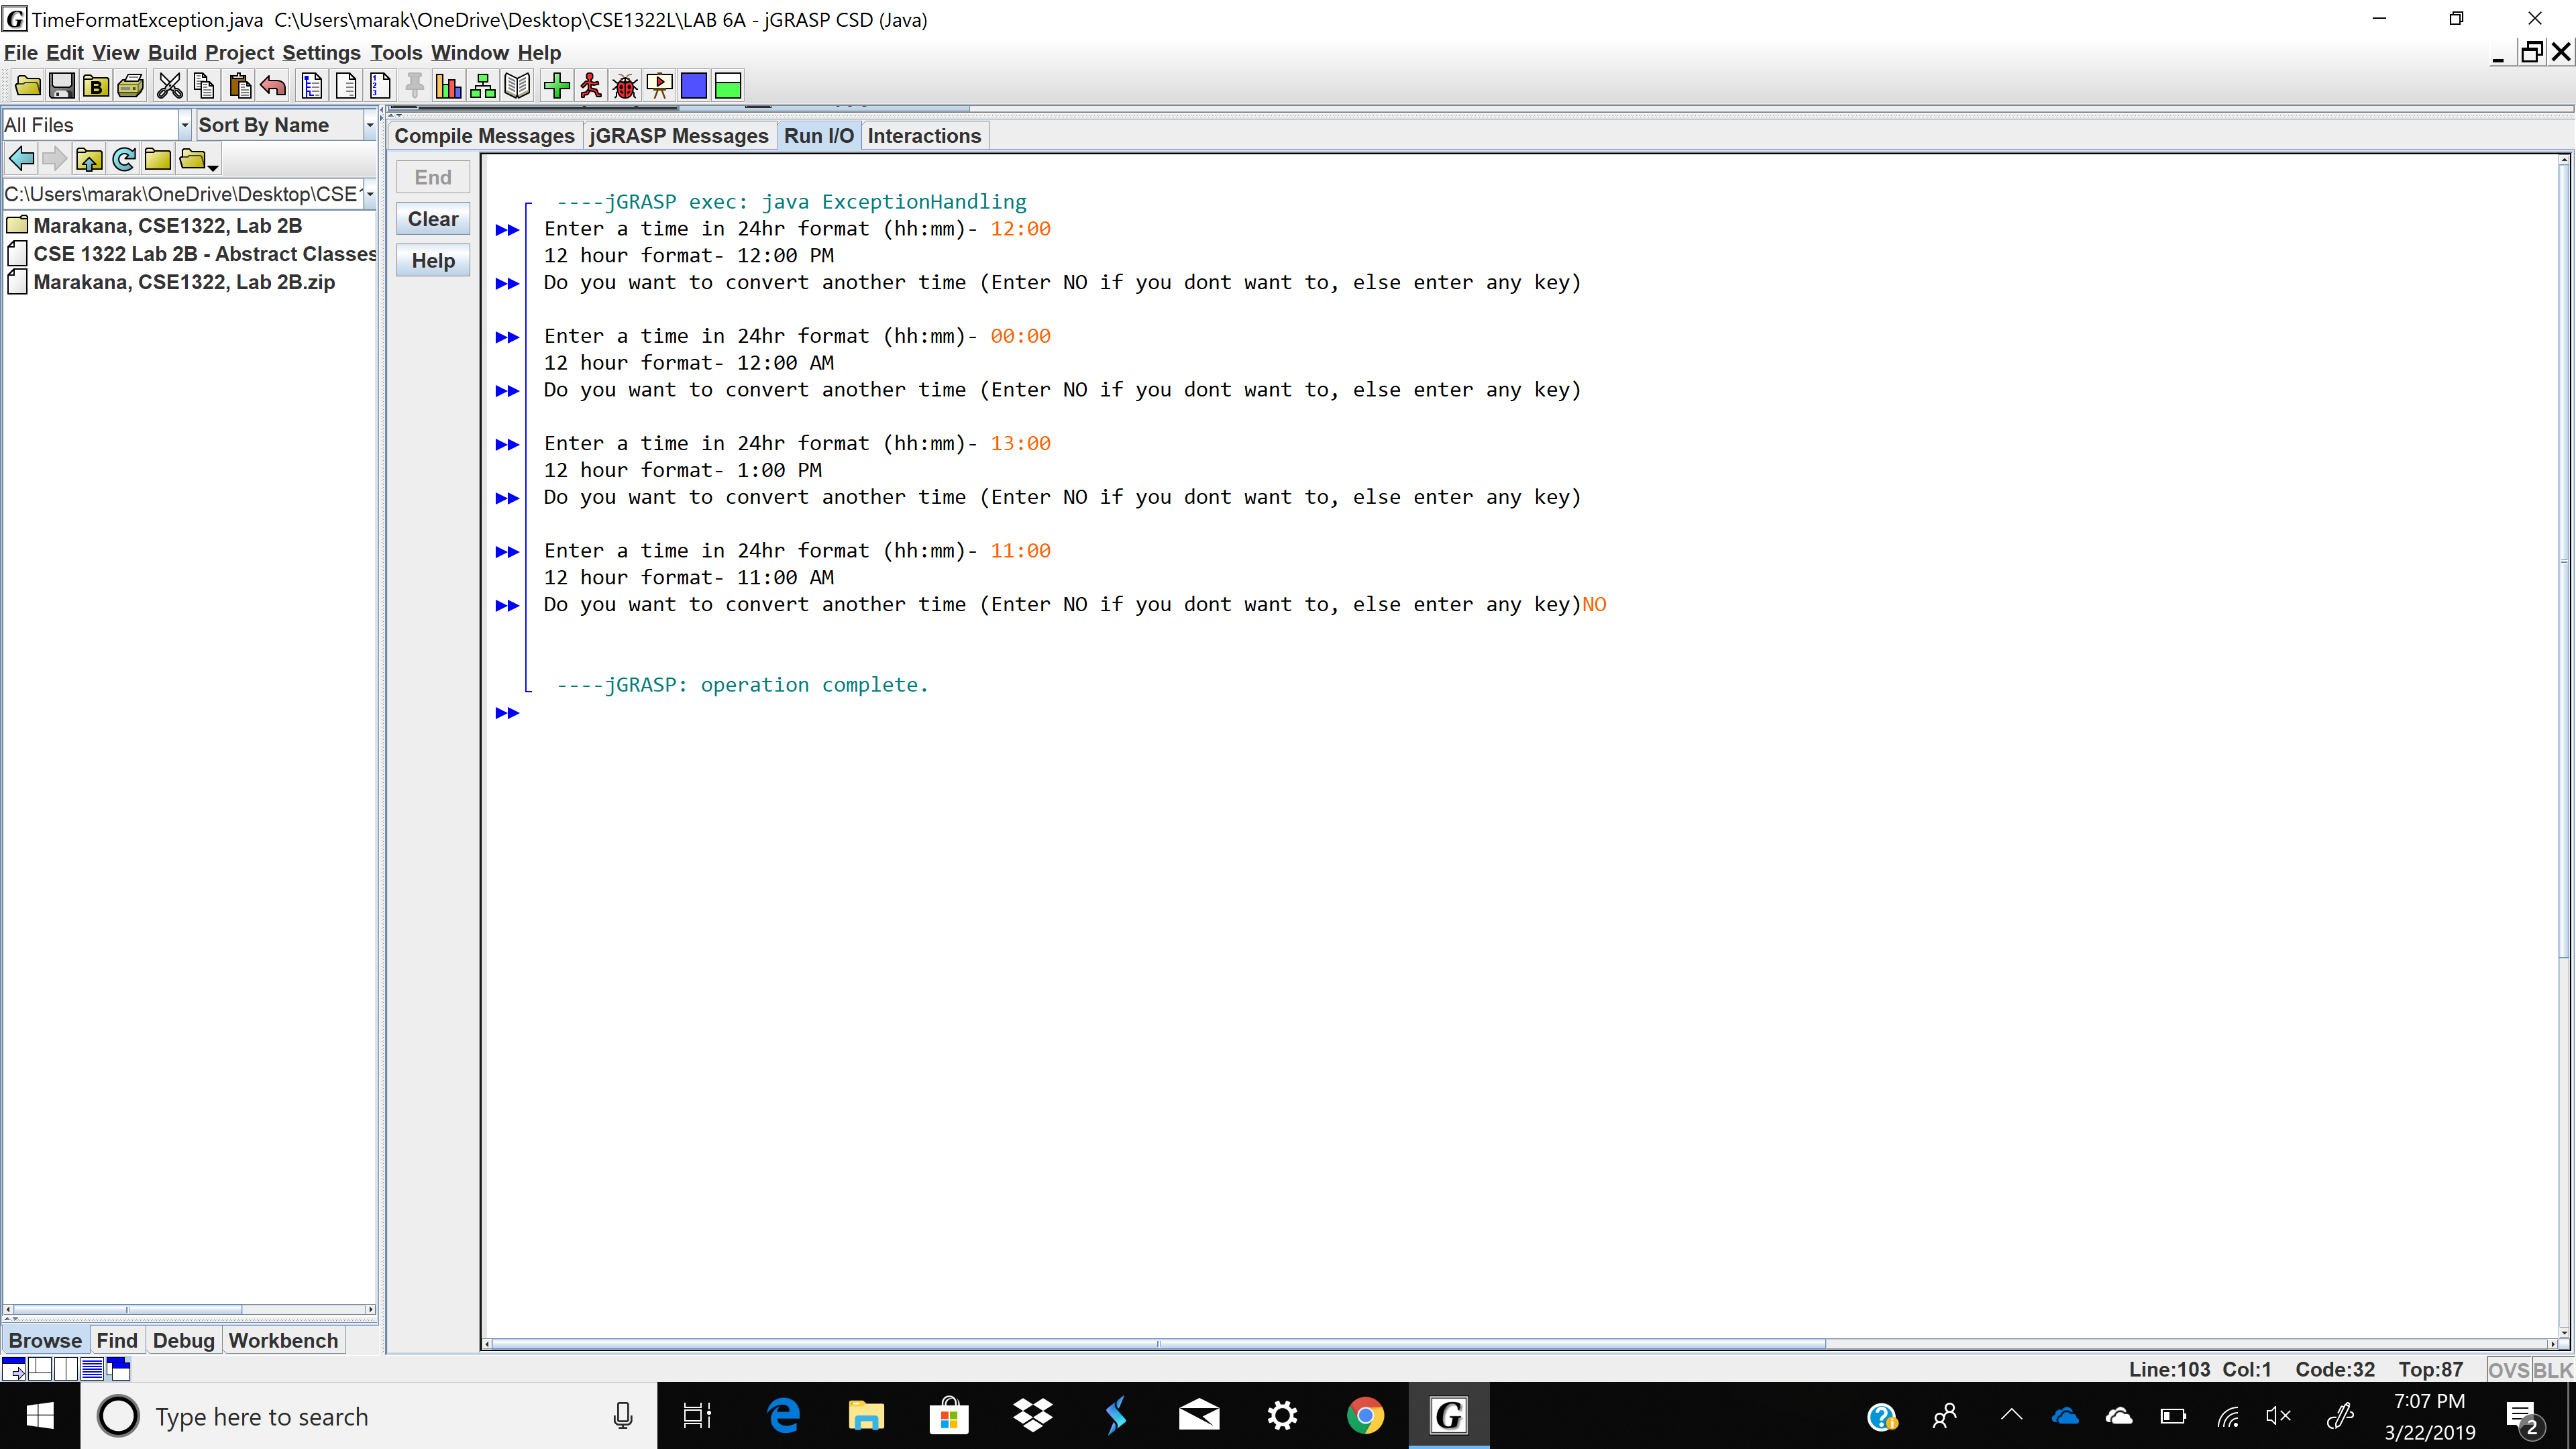 TimeFormatException.java  C:\Users\marak\OneDrive\Desktop\CSE1322L\LAB 6A - jGRASP CSD (Java)
File Edit View Build Project Settings Tools Window Help
All Files
Sort By Name
C:\Users\marak\OneDrive\Desktop\CSE
Marakana, CSE1322, Lab 2B
CSE 1322 Lab 2B - Abstract Classes
Marakana, CSE1322, Lab 2B.zip
Compile Messages jGRASP Messages Run I/O Interactions
End
Clear
Help
----jGRASP exec: java ExceptionHandling
Enter a time in 24hr format (hh:mm)- 12:00
12 hour format- 12:00 PM
Do you want to convert another time (Enter NO if you dont want to, else enter any key)
Enter a time in 24hr format (hh:mm)- 00:00
12 hour format- 12:00 AM
Do you want to convert another time (Enter NO if you dont want to, else enter any key)
Enter a time in 24hr format (hh:mm)- 13:00
12 hour format- 1:00 PM
Do you want to convert another time (Enter NO if you dont want to, else enter any key)
Enter a time in 24hr format (hh:mm)- 11:00
12 hour format- 11:00 AM
Do you want to convert another time (Enter NO if you dont want to, else enter any key)NO
----jGRASP: operation complete.
Browse Find Debug Workbench
Line:103 Col:1 Code:32 Top:87 OVS BLK
Type here to search
7:07 PM
3/22/2019
2